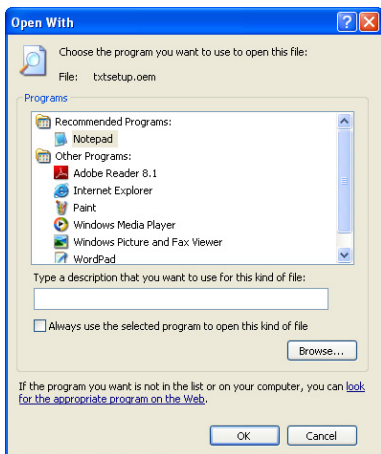 Open With
Choose the program you want to use to open this file:
File: txtsetup.oem
Programs
Recommended Programs:
Notepad
Other Programs:
Adobe Reader 8.1
Internet Explorer
Paint
Windows Media Player
Windows Picture and Fax Viewer
WordPad
Type a description that you want to use for this kind of file:
Always use the selected program to open this kind of file
Browse...
If the program you want is not in the list or on your computer, you can look
for the appropriate program on the Web.
OK Cancel